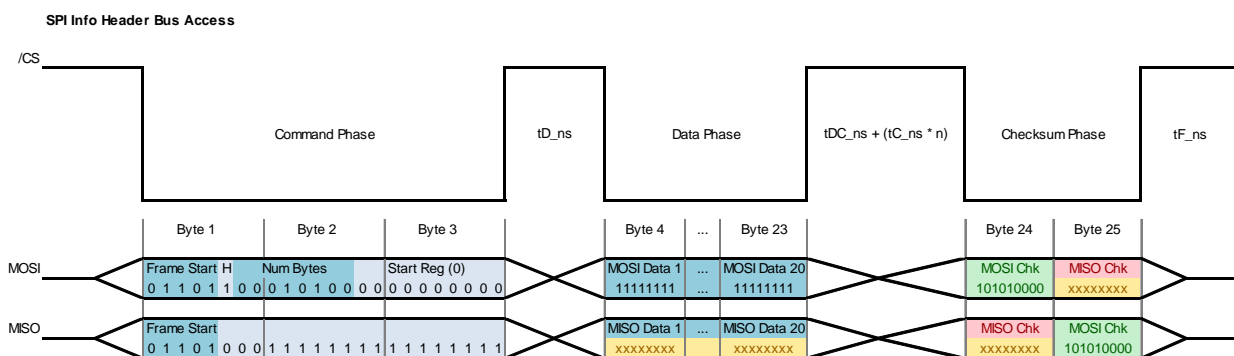 SPI Info Header Bus Access
/CS
Command Phase tD_ns Data Phase tDC_ns + (tC_ns * n) Checksum Phase tF_ns
Byte 1 Byte 2 Byte 3 Byte 4 ... Byte 23 Byte 24 Byte 25
MOSI Frame Start H Num Bytes Start Reg (0) MOSI Data 1 ... MOSI Data 20 MOSI Chk MISO Chk
0 1 1 0 1 1 0 0 0 1 0 1 0 0 0 0 0 0 0 0 0 0 0 0 11111111 ... 11111111 101010000 xxxxxxxx
MISO Frame Start MISO Data 1 ... MISO Data 20 MISO Chk MOSI Chk
0 1 1 0 1 0 0 0 1 1 1 1 1 1 1 1 1 1 1 1 1 1 1 1 xxxxxxxx xxxxxxxx xxxxxxxx 101010000